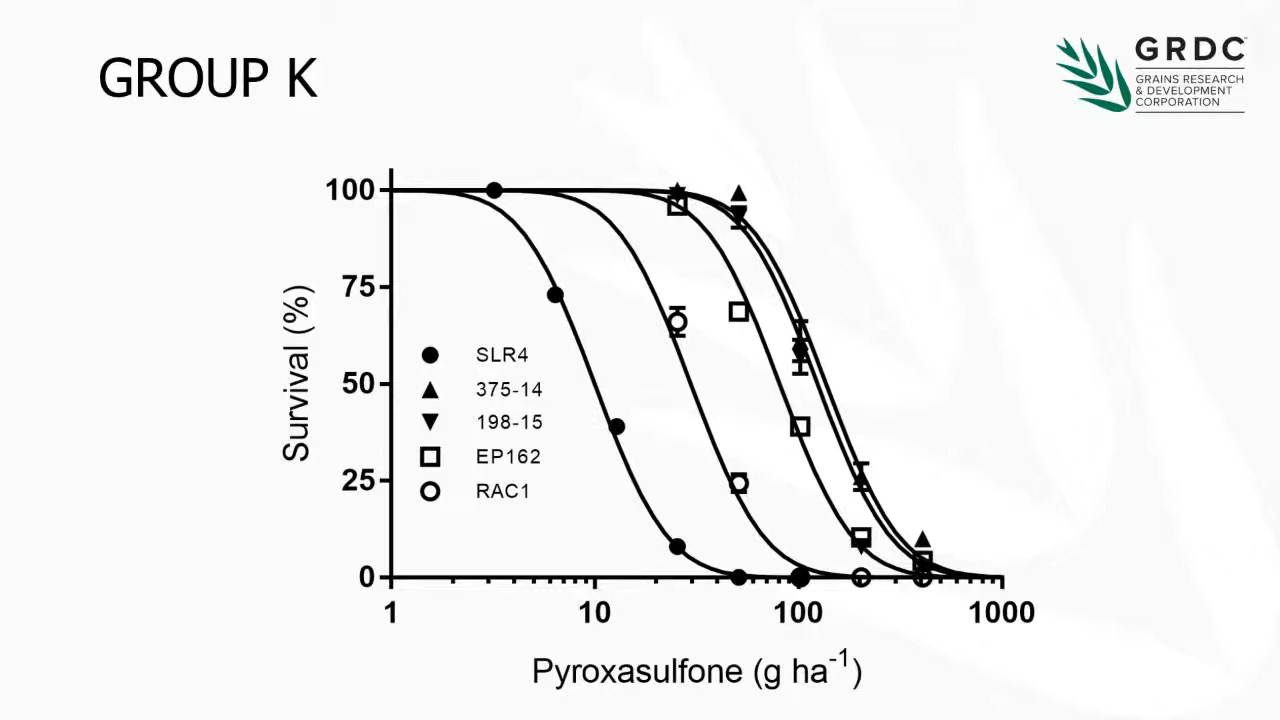 GROUP K
GRDC™
GRAINS RESEARCH
& DEVELOPMENT
CORPORATION
100
75
50
25
0
Survival (%)
SLR4
375-14
198-15
EP162
RAC1
1 10 100 1000
Pyroxasulfone (g ha⁻¹)